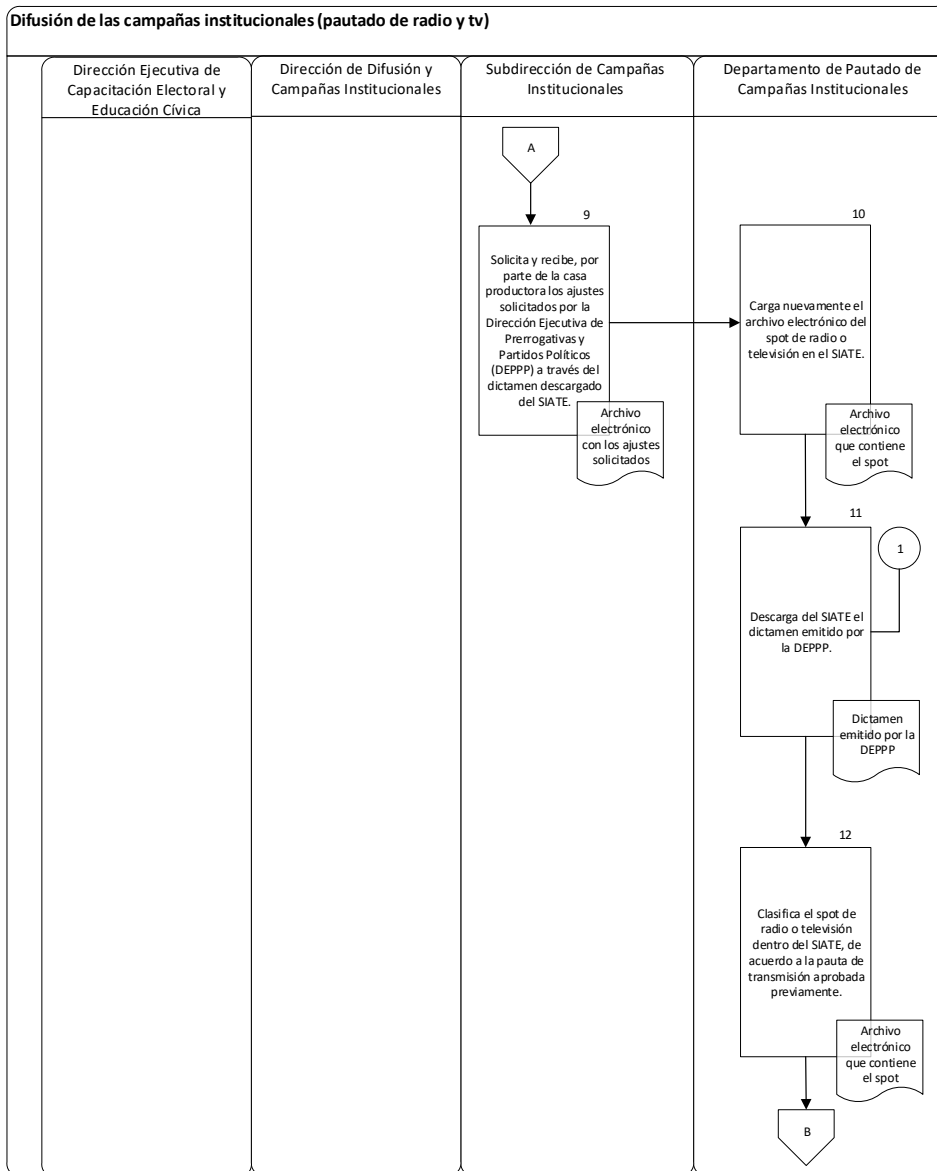 Difusión de las campañas institucionales (pautado de radio y tv)
Dirección Ejecutiva de
Capacitación Electoral y
Educación Cívica
Dirección de Difusión y
Campañas Institucionales
Subdirección de Campañas
Institucionales
Departamento de Pautado de
Campañas Institucionales
A
9
Solicita y recibe, por
parte de la casa
productora los ajustes
solicitados por la
Dirección Ejecutiva de
Prerrogativas y
Partidos Políticos
(DEPPP) a través del
dictamen descargado
del SIATE.
Archivo
electrónico
con los ajustes
solicitados
10
Carga nuevamente el
archivo electrónico del
spot de radio o
televisión en el SIATE.
Archivo
electrónico
que contiene
el spot
11
1
Descarga del SIATE el
dictamen emitido por
la DEPPP.
Dictamen
emitido por la
DEPPP
12
Clasifica el spot de
radio o televisión
dentro del SIATE, de
acuerdo a la pauta de
transmisión aprobada
previamente.
Archivo
electrónico
que contiene
el spot
B